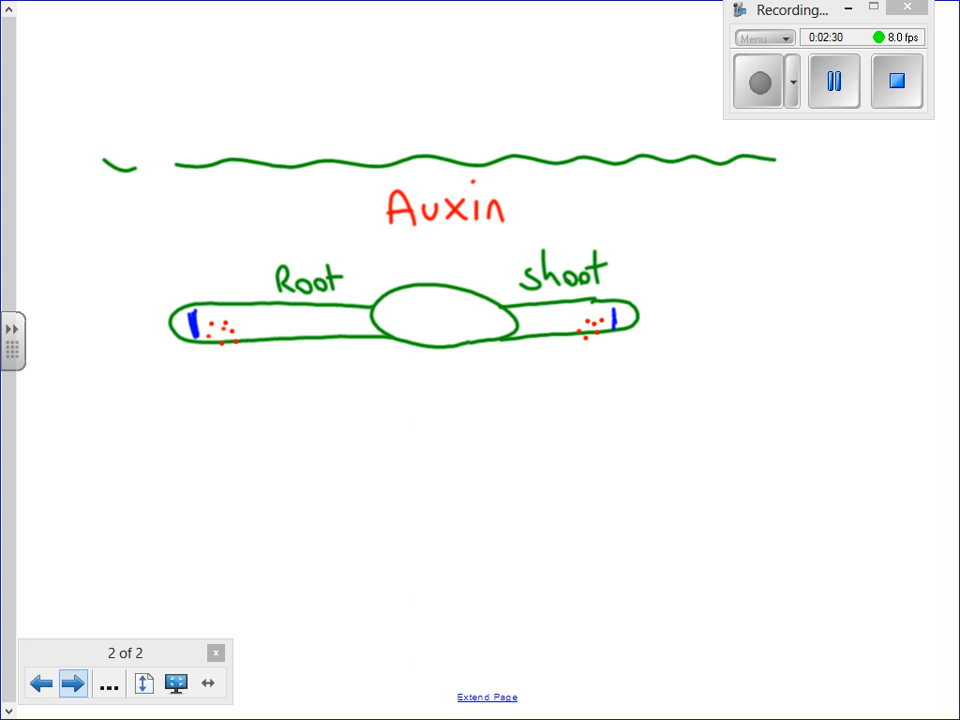 Recording...
Menu
0:02:30
8.0 fps
Auxin
Root
shoot
2 of 2
Extend Page